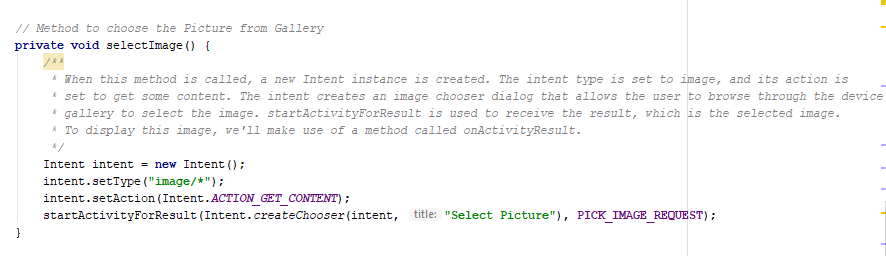 // Method to choose the Picture from Gallery
private void selectImage() {
/**
* When this method is called, a new Intent instance is created. The intent type is set to image, and its action is
* set to get some content. The intent creates an image chooser dialog that allows the user to browse through the device
* gallery to select the image. startActivityForResult is used to receive the result, which is the selected image.
* To display this image, we'll make use of a method called onActivityResult.
*/
Intent intent = new Intent();
intent.setType("image/*");
intent.setAction(Intent.ACTION_GET_CONTENT);
startActivityForResult(Intent.createChooser(intent, title: "Select Picture"), PICK_IMAGE_REQUEST);
}